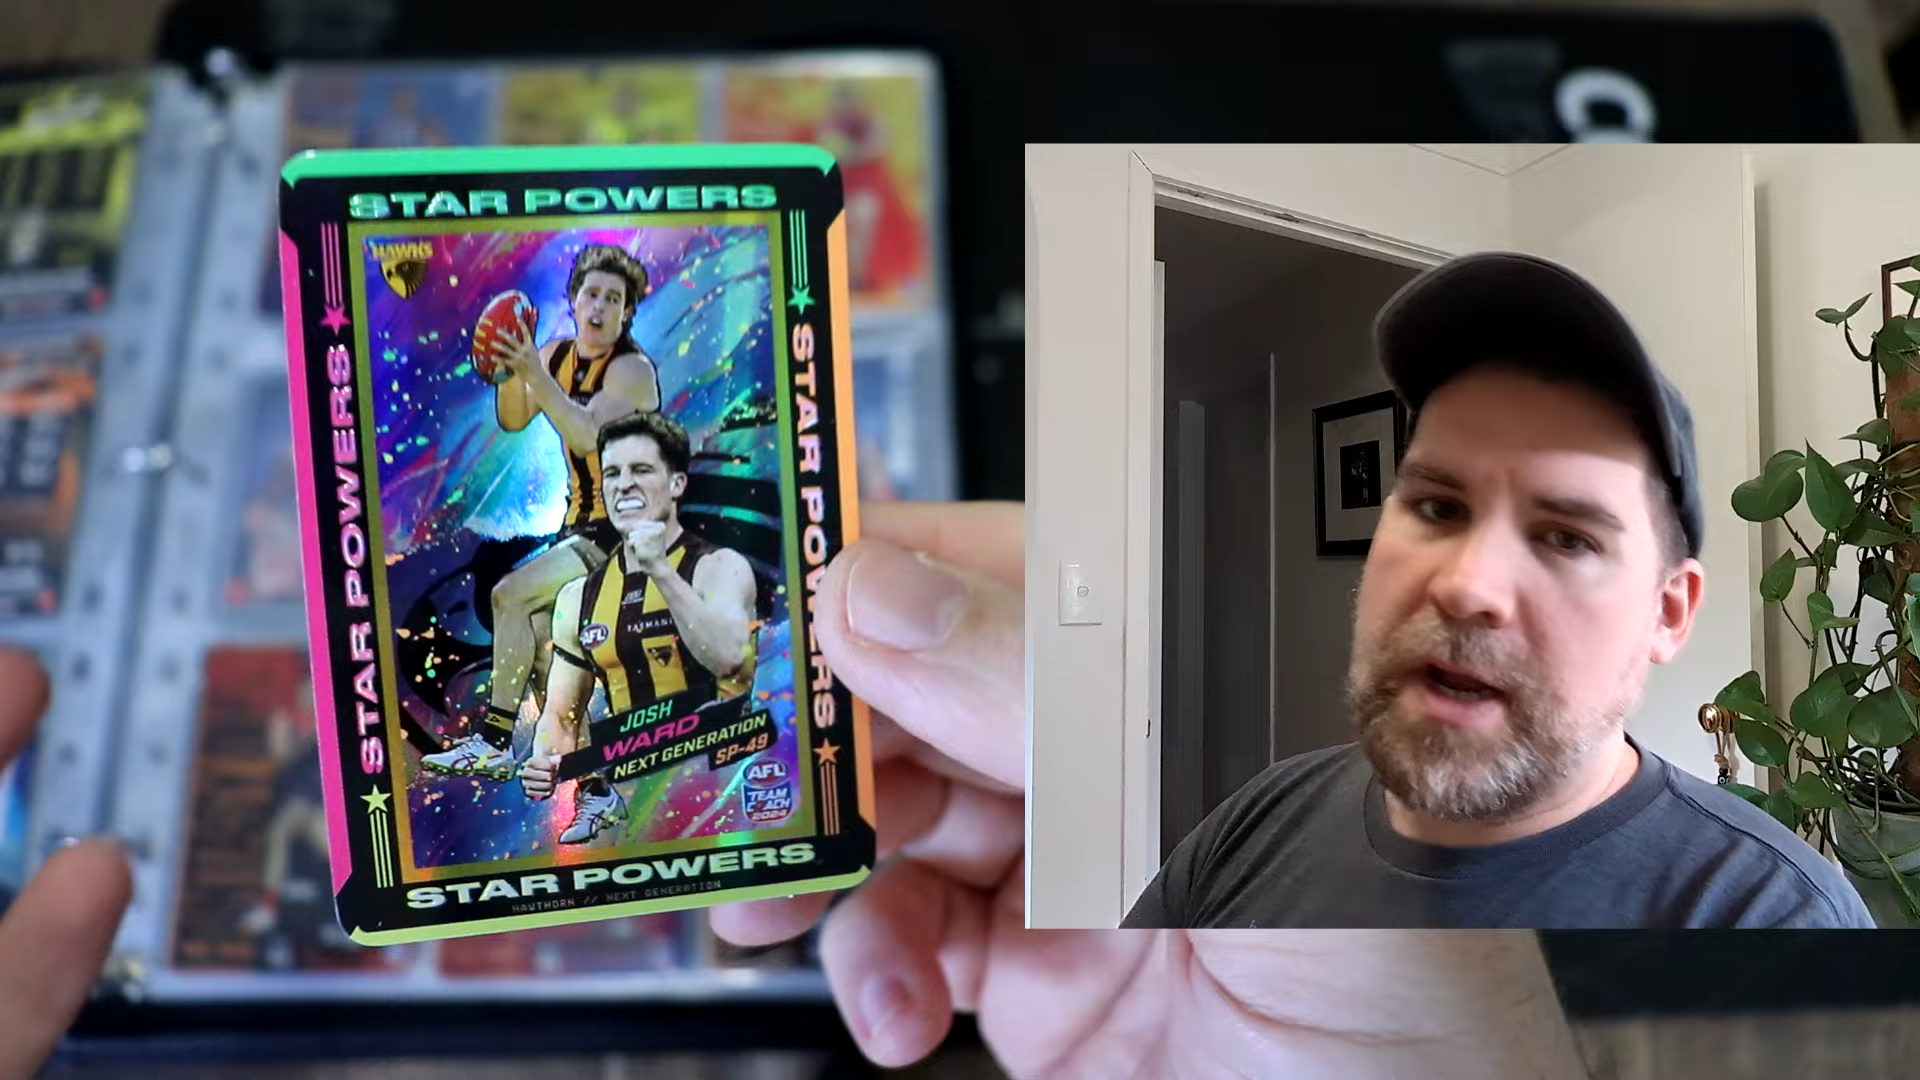 STAR POWERS
HAWKS
STAR POWERS
STAR POWERS
AFL
TASMANIA
JOSH
WARD
NEXT GENERATION
SP-49
AFL
TEAM
COACH
2024
STAR POWERS
HAWTHORN // NEXT GENERATION